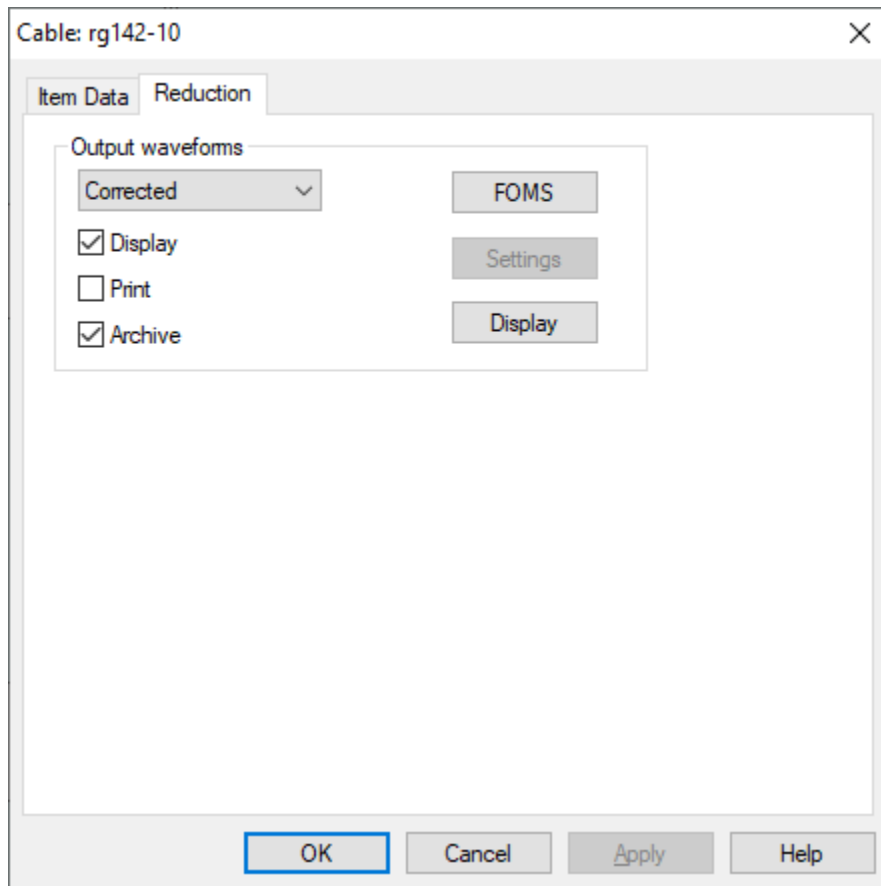 Cable: rg142-10
Item Data Reduction
Output waveforms
Corrected FOMS
Display
Settings
Print
Display
Archive
OK Cancel Apply Help